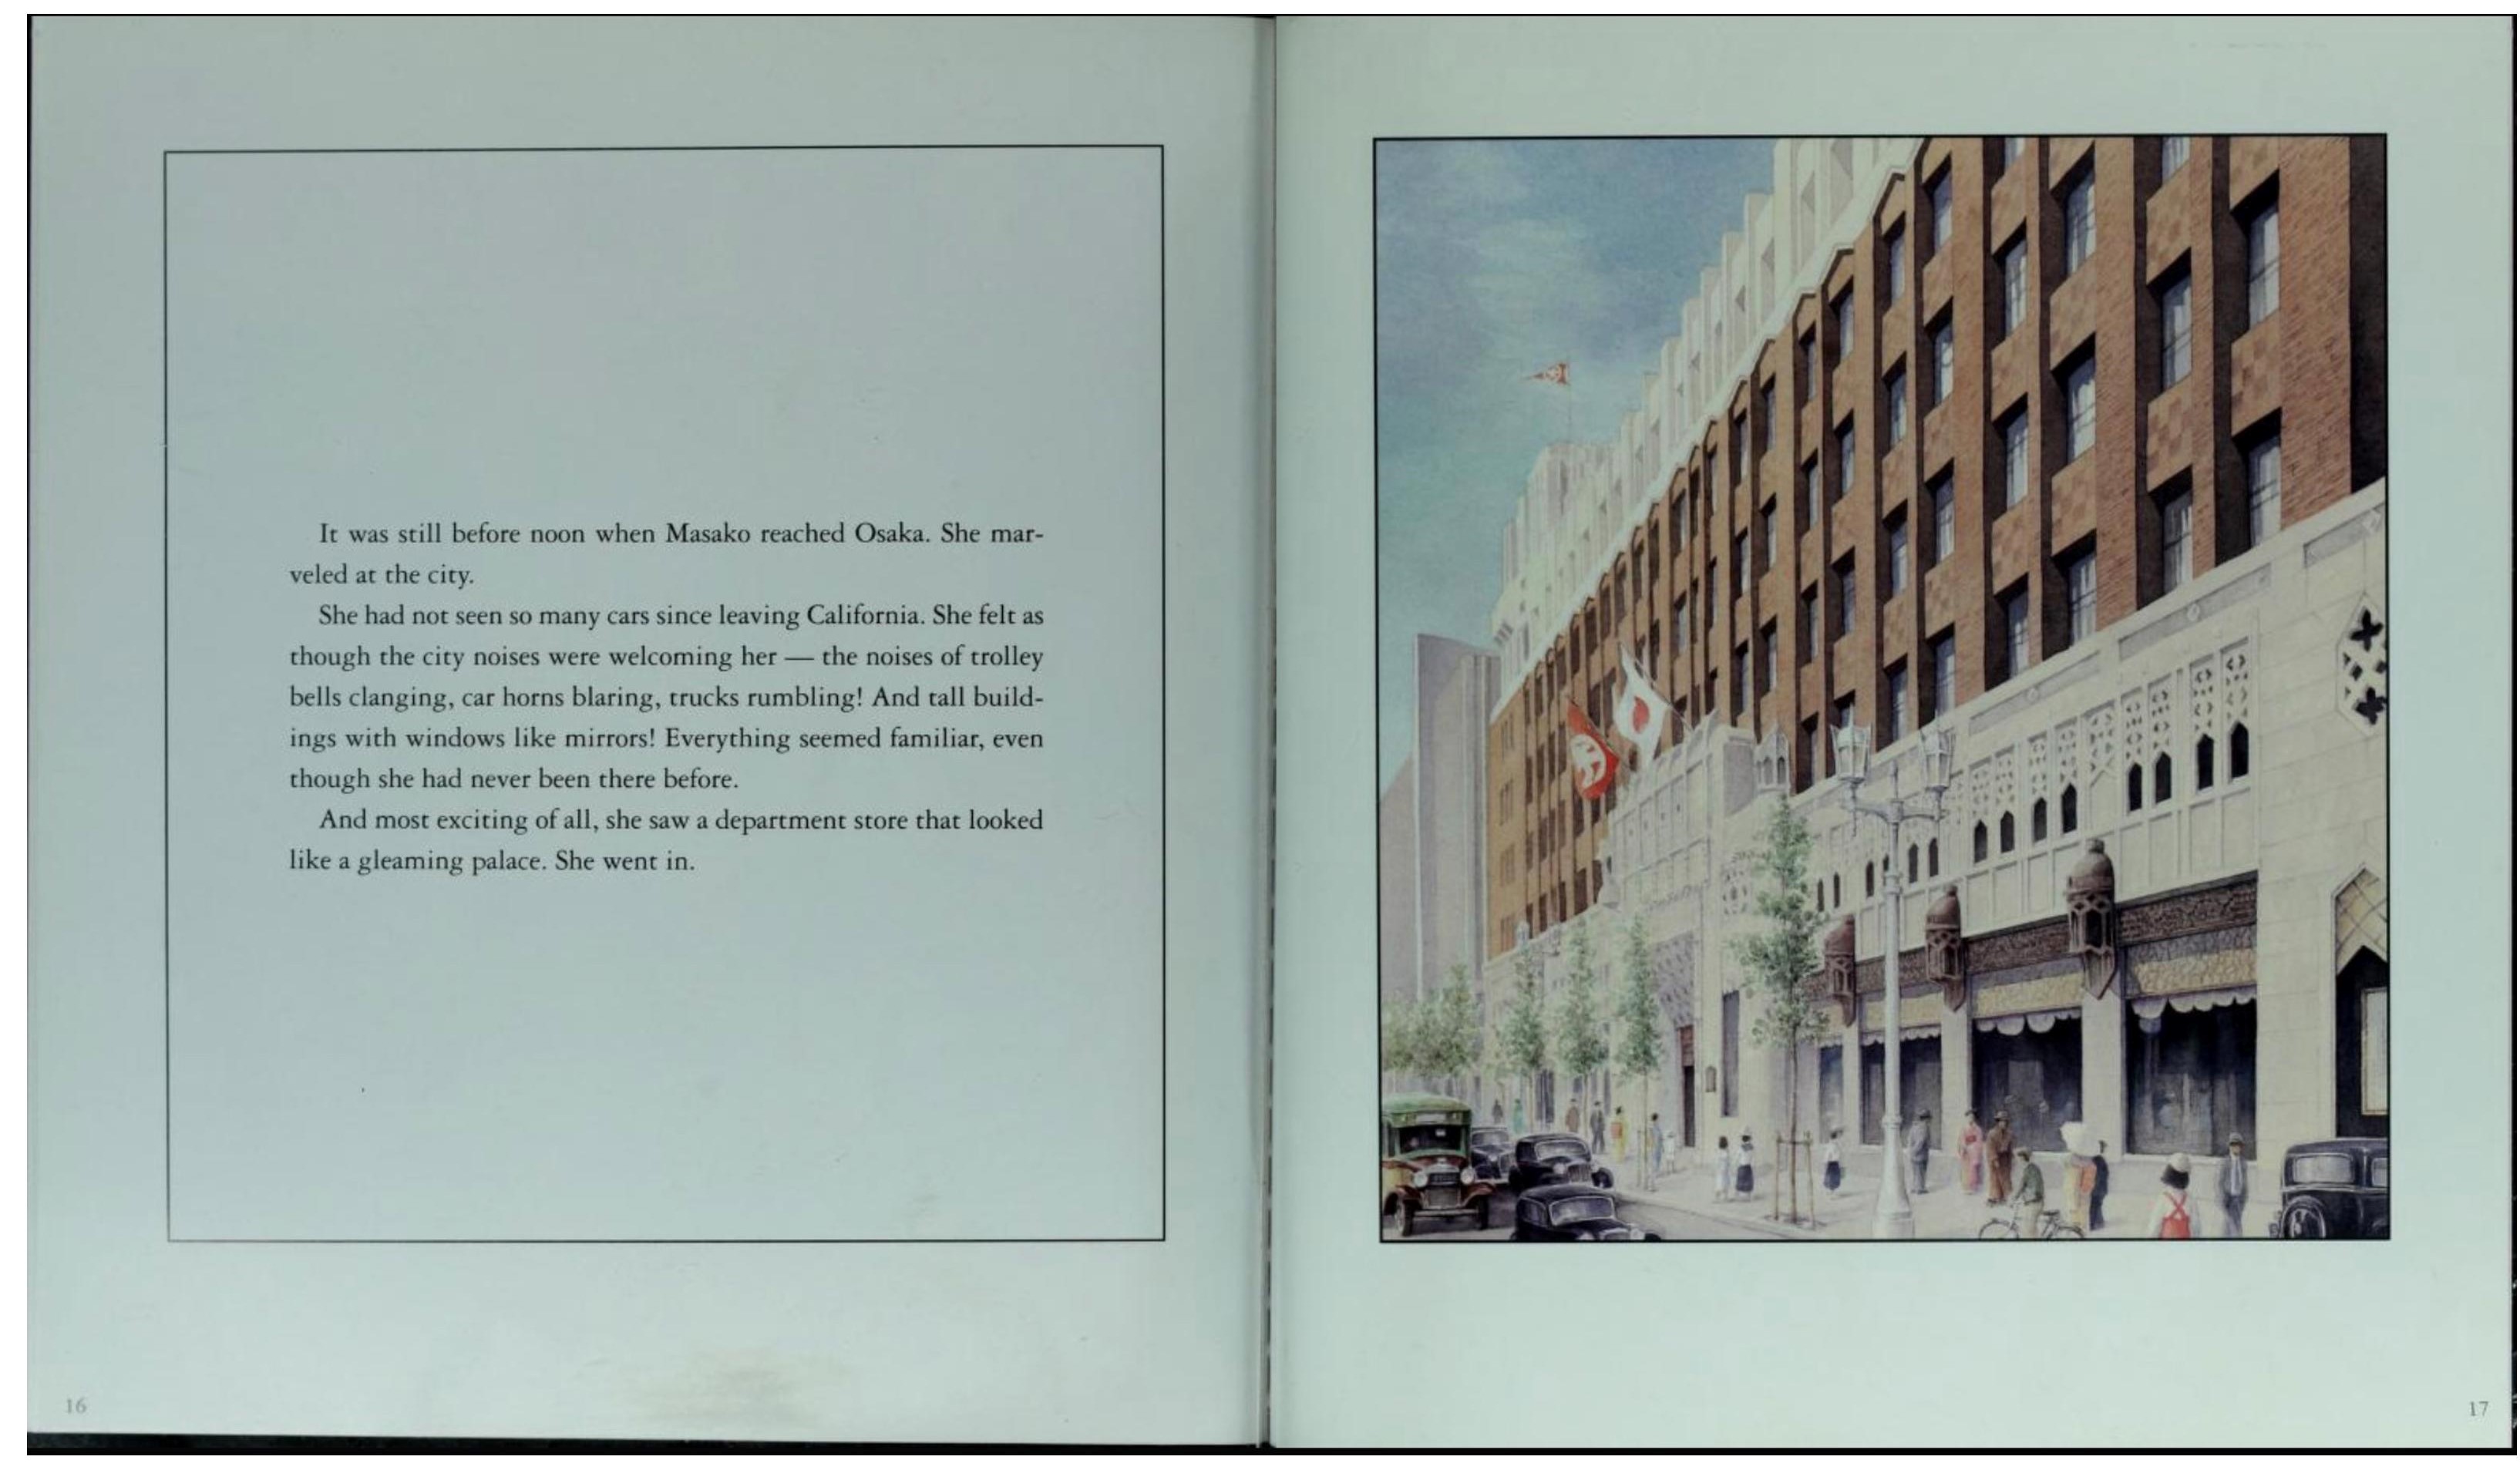 It was still before noon when Masako reached Osaka. She mar-
veled at the city.
She had not seen so many cars since leaving California. She felt as
though the city noises were welcoming her — the noises of trolley
bells clanging, car horns blaring, trucks rumbling! And tall build-
ings with windows like mirrors! Everything seemed familiar, even
though she had never been there before.
And most exciting of all, she saw a department store that looked
like a gleaming palace. She went in.
16
17